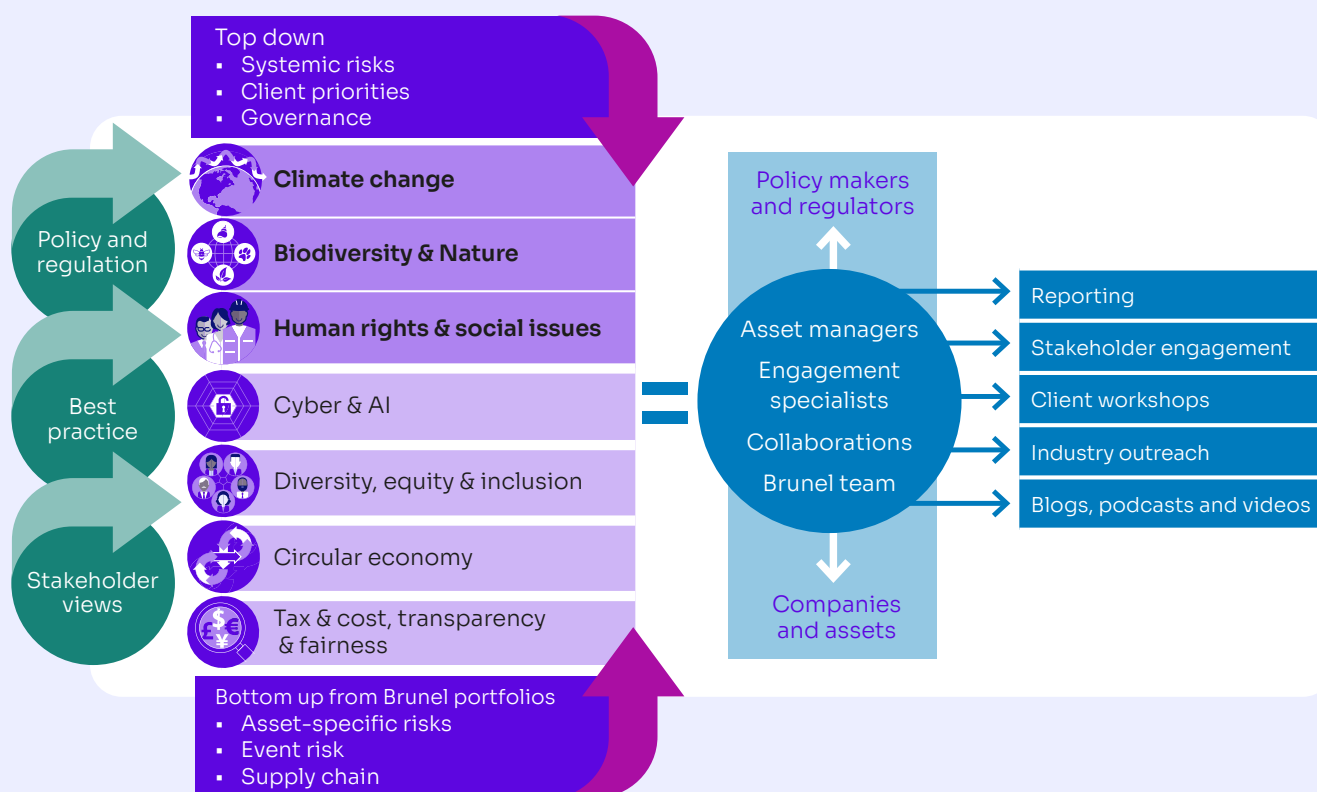 Top down
▪ Systemic risks
▪ Client priorities
▪ Governance
Policy and
regulation
Best
practice
Stakeholder
views
Climate change
Biodiversity & Nature
Human rights & social issues
Cyber & AI
Diversity, equity & inclusion
Circular economy
Tax & cost, transparency
& fairness
£ $ € ¥
Bottom up from Brunel portfolios
▪ Asset-specific risks
▪ Event risk
▪ Supply chain
=
Policy makers
and regulators
Asset managers
Engagement
specialists
Collaborations
Brunel team
Companies
and assets
Reporting
Stakeholder engagement
Client workshops
Industry outreach
Blogs, podcasts and videos